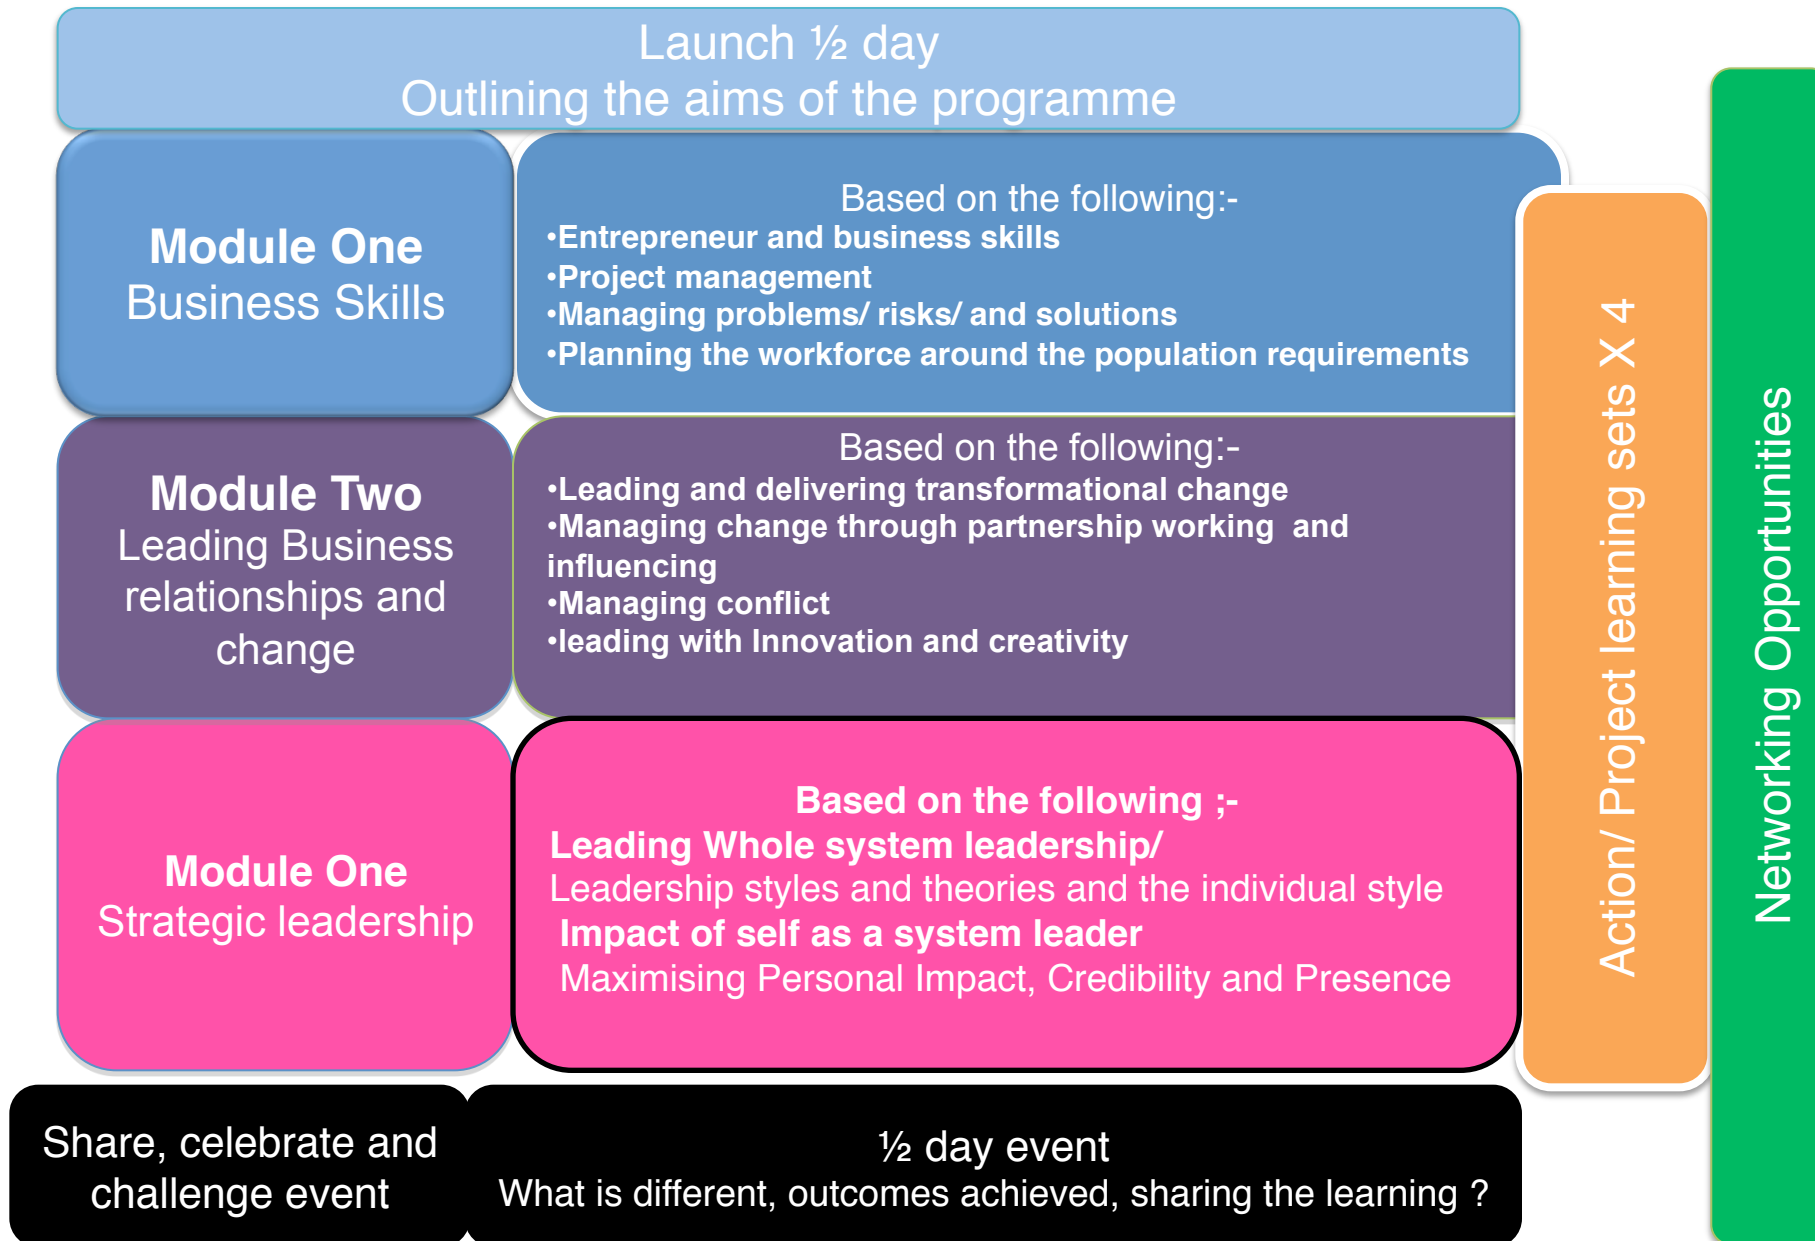 Launch ½ day
Outlining the aims of the programme
Module One
Business Skills
Based on the following:-
•Entrepreneur and business skills
•Project management
•Managing problems/ risks/ and solutions
•Planning the workforce around the population requirements
Module Two
Leading Business
relationships and
change
Based on the following:-
•Leading and delivering transformational change
•Managing change through partnership working  and
influencing
•Managing conflict
•leading with Innovation and creativity
Module One
Strategic leadership
Based on the following ;-
Leading Whole system leadership/
Leadership styles and theories and the individual style
Impact of self as a system leader
Maximising Personal Impact, Credibility and Presence
Share, celebrate and
challenge event
½ day event
What is different, outcomes achieved, sharing the learning ?
Action/ Project learning sets X 4
Networking Opportunities